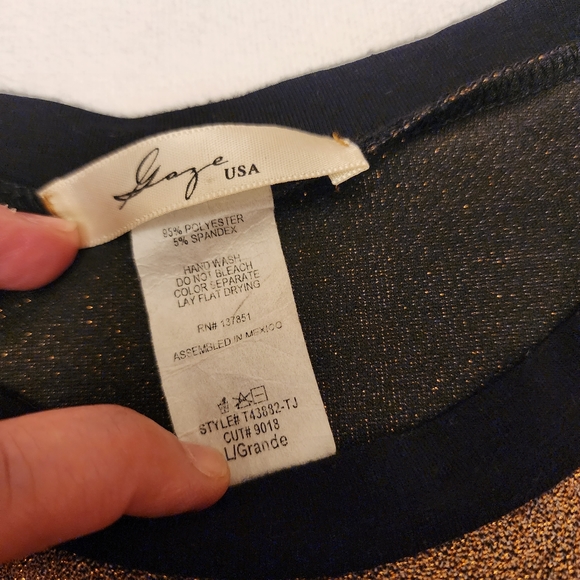 Gaze USA
95% POLYESTER
5% SPANDEX
HAND WASH
DO NOT BLEACH
COLOR SEPARATE
LAY FLAT DRYING
RN# 137851
ASSEMBLED IN MEXICO
STYLE# T43882-TJ
CUT# 9018
L/Grande